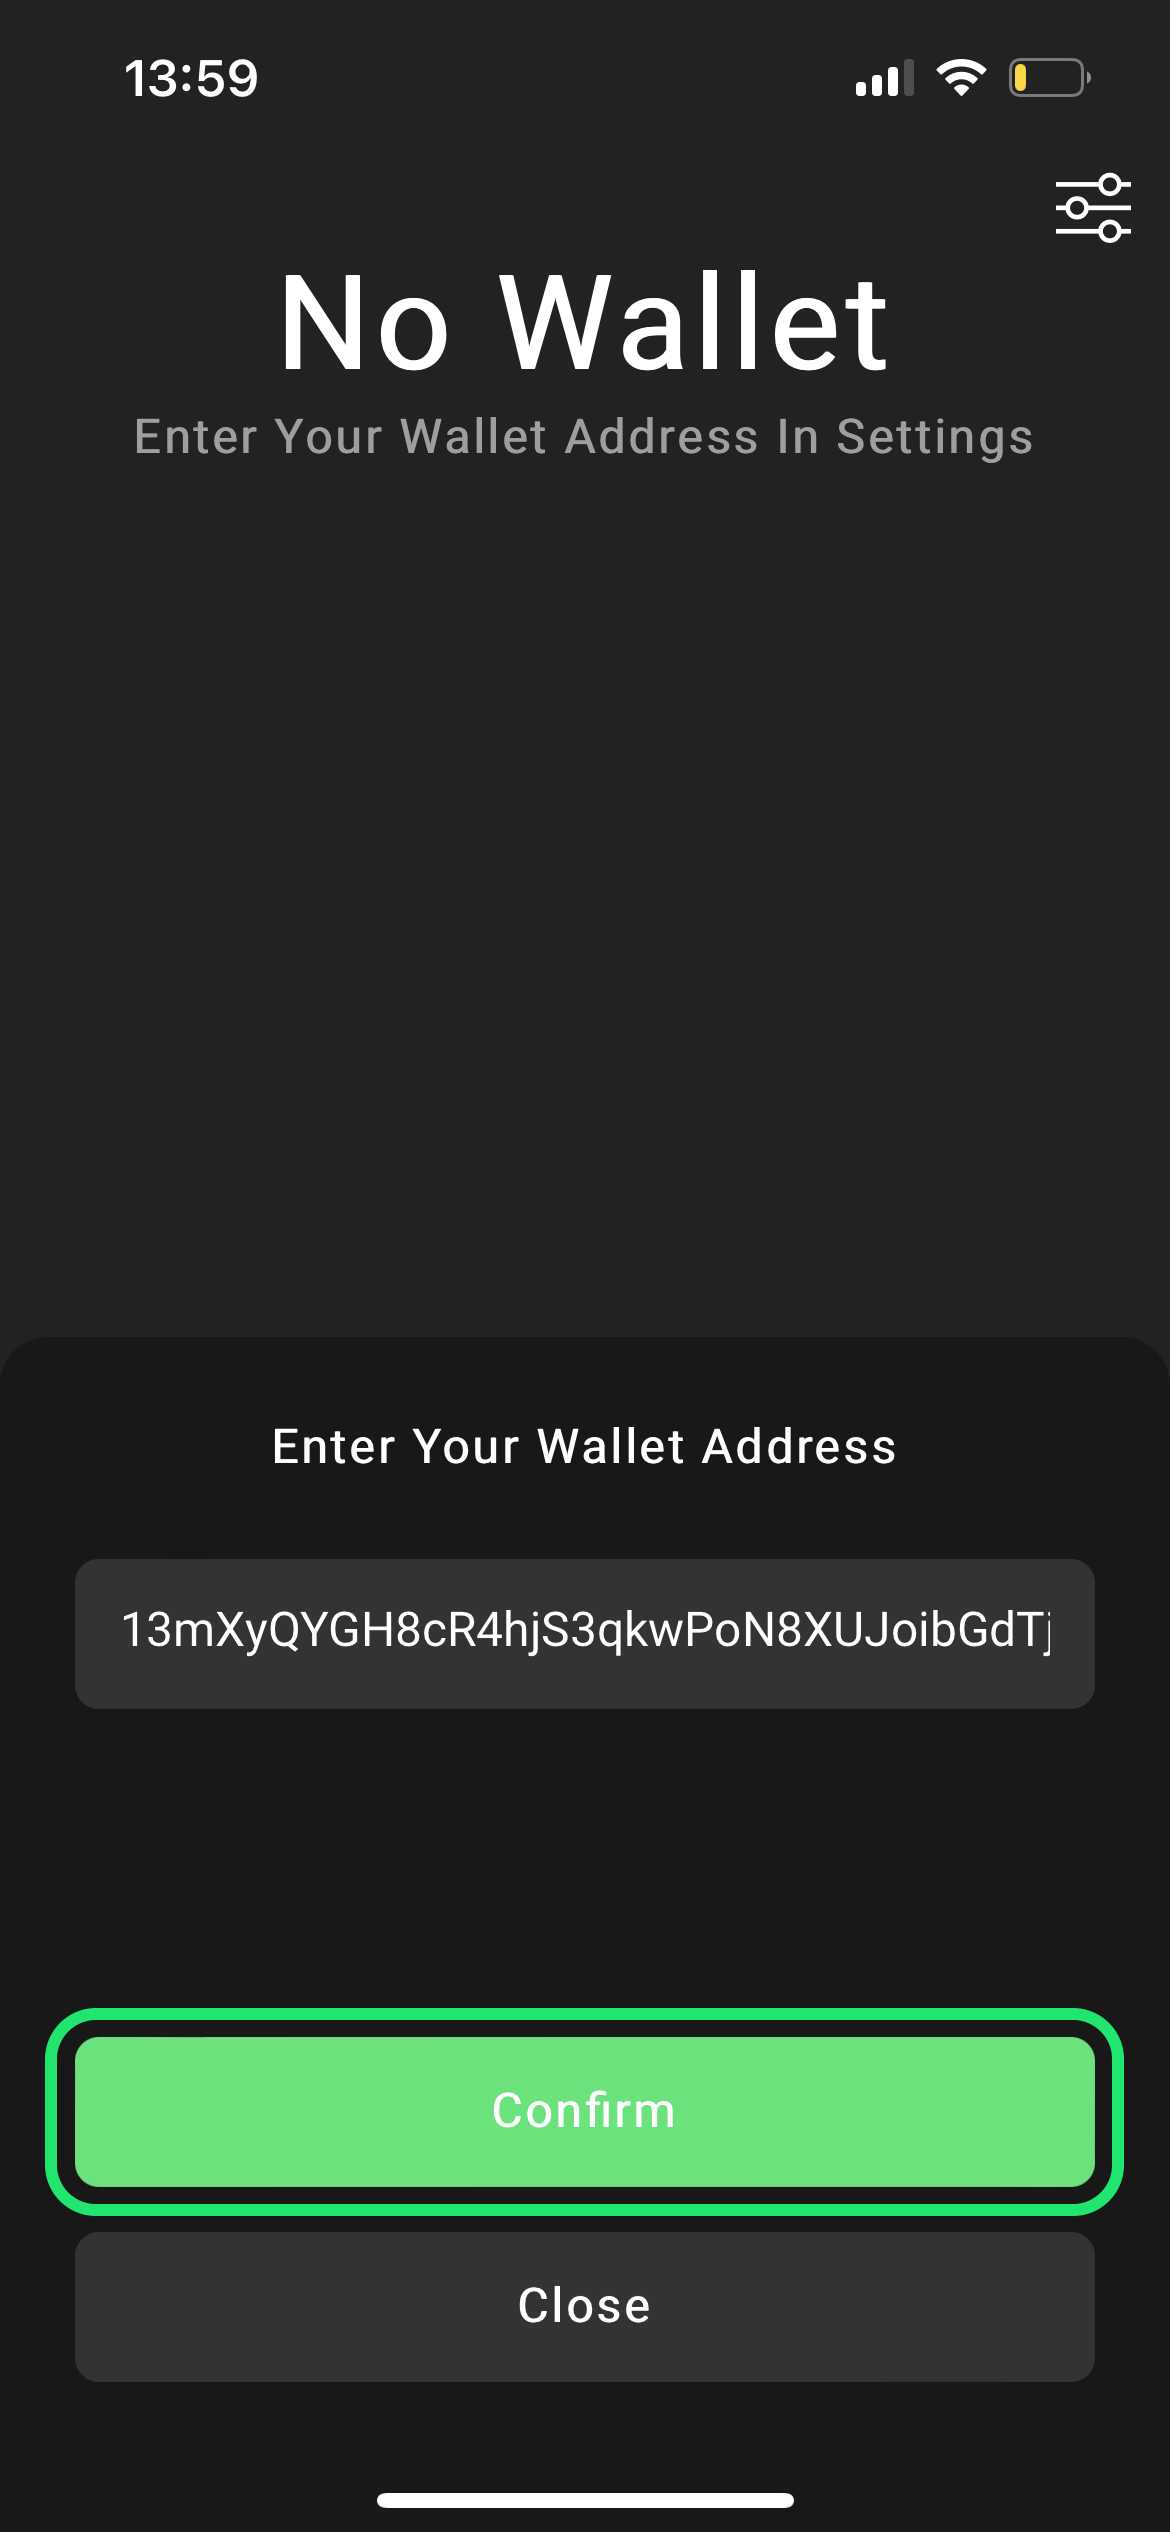 13:59
No Wallet
Enter Your Wallet Address In Settings
Enter Your Wallet Address
13mXyQYGH8cR4hjS3qkwPoN8XUJoibGdTj
Confirm
Close